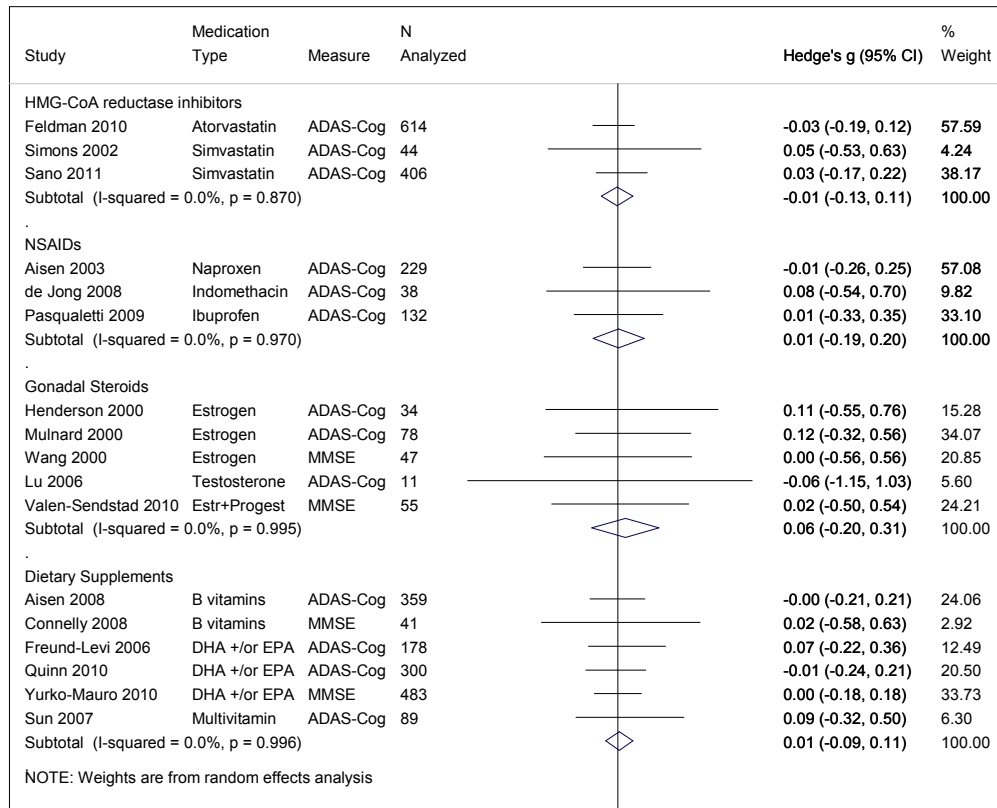 Medication N %
Study Type Measure Analyzed Hedge's g (95% CI) Weight
HMG-CoA reductase inhibitors
Feldman 2010 Atorvastatin ADAS-Cog 614 -0.03 (-0.19, 0.12) 57.59
Simons 2002 Simvastatin ADAS-Cog 44 0.05 (-0.53, 0.63) 4.24
Sano 2011 Simvastatin ADAS-Cog 406 0.03 (-0.17, 0.22) 38.17
Subtotal (I-squared = 0.0%, p = 0.870) -0.01 (-0.13, 0.11) 100.00
.
NSAIDs
Aisen 2003 Naproxen ADAS-Cog 229 -0.01 (-0.26, 0.25) 57.08
de Jong 2008 Indomethacin ADAS-Cog 38 0.08 (-0.54, 0.70) 9.82
Pasqualetti 2009 Ibuprofen ADAS-Cog 132 0.01 (-0.33, 0.35) 33.10
Subtotal (I-squared = 0.0%, p = 0.970) 0.01 (-0.19, 0.20) 100.00
.
Gonadal Steroids
Henderson 2000 Estrogen ADAS-Cog 34 0.11 (-0.55, 0.76) 15.28
Mulnard 2000 Estrogen ADAS-Cog 78 0.12 (-0.32, 0.56) 34.07
Wang 2000 Estrogen MMSE 47 0.00 (-0.56, 0.56) 20.85
Lu 2006 Testosterone ADAS-Cog 11 -0.06 (-1.15, 1.03) 5.60
Valen-Sendstad 2010 Estr+Progest MMSE 55 0.02 (-0.50, 0.54) 24.21
Subtotal (I-squared = 0.0%, p = 0.995) 0.06 (-0.20, 0.31) 100.00
.
Dietary Supplements
Aisen 2008 B vitamins ADAS-Cog 359 -0.00 (-0.21, 0.21) 24.06
Connelly 2008 B vitamins MMSE 41 0.02 (-0.58, 0.63) 2.92
Freund-Levi 2006 DHA +/or EPA ADAS-Cog 178 0.07 (-0.22, 0.36) 12.49
Quinn 2010 DHA +/or EPA ADAS-Cog 300 -0.01 (-0.24, 0.21) 20.50
Yurko-Mauro 2010 DHA +/or EPA MMSE 483 0.00 (-0.18, 0.18) 33.73
Sun 2007 Multivitamin ADAS-Cog 89 0.09 (-0.32, 0.50) 6.30
Subtotal (I-squared = 0.0%, p = 0.996) 0.01 (-0.09, 0.11) 100.00
.
NOTE: Weights are from random effects analysis